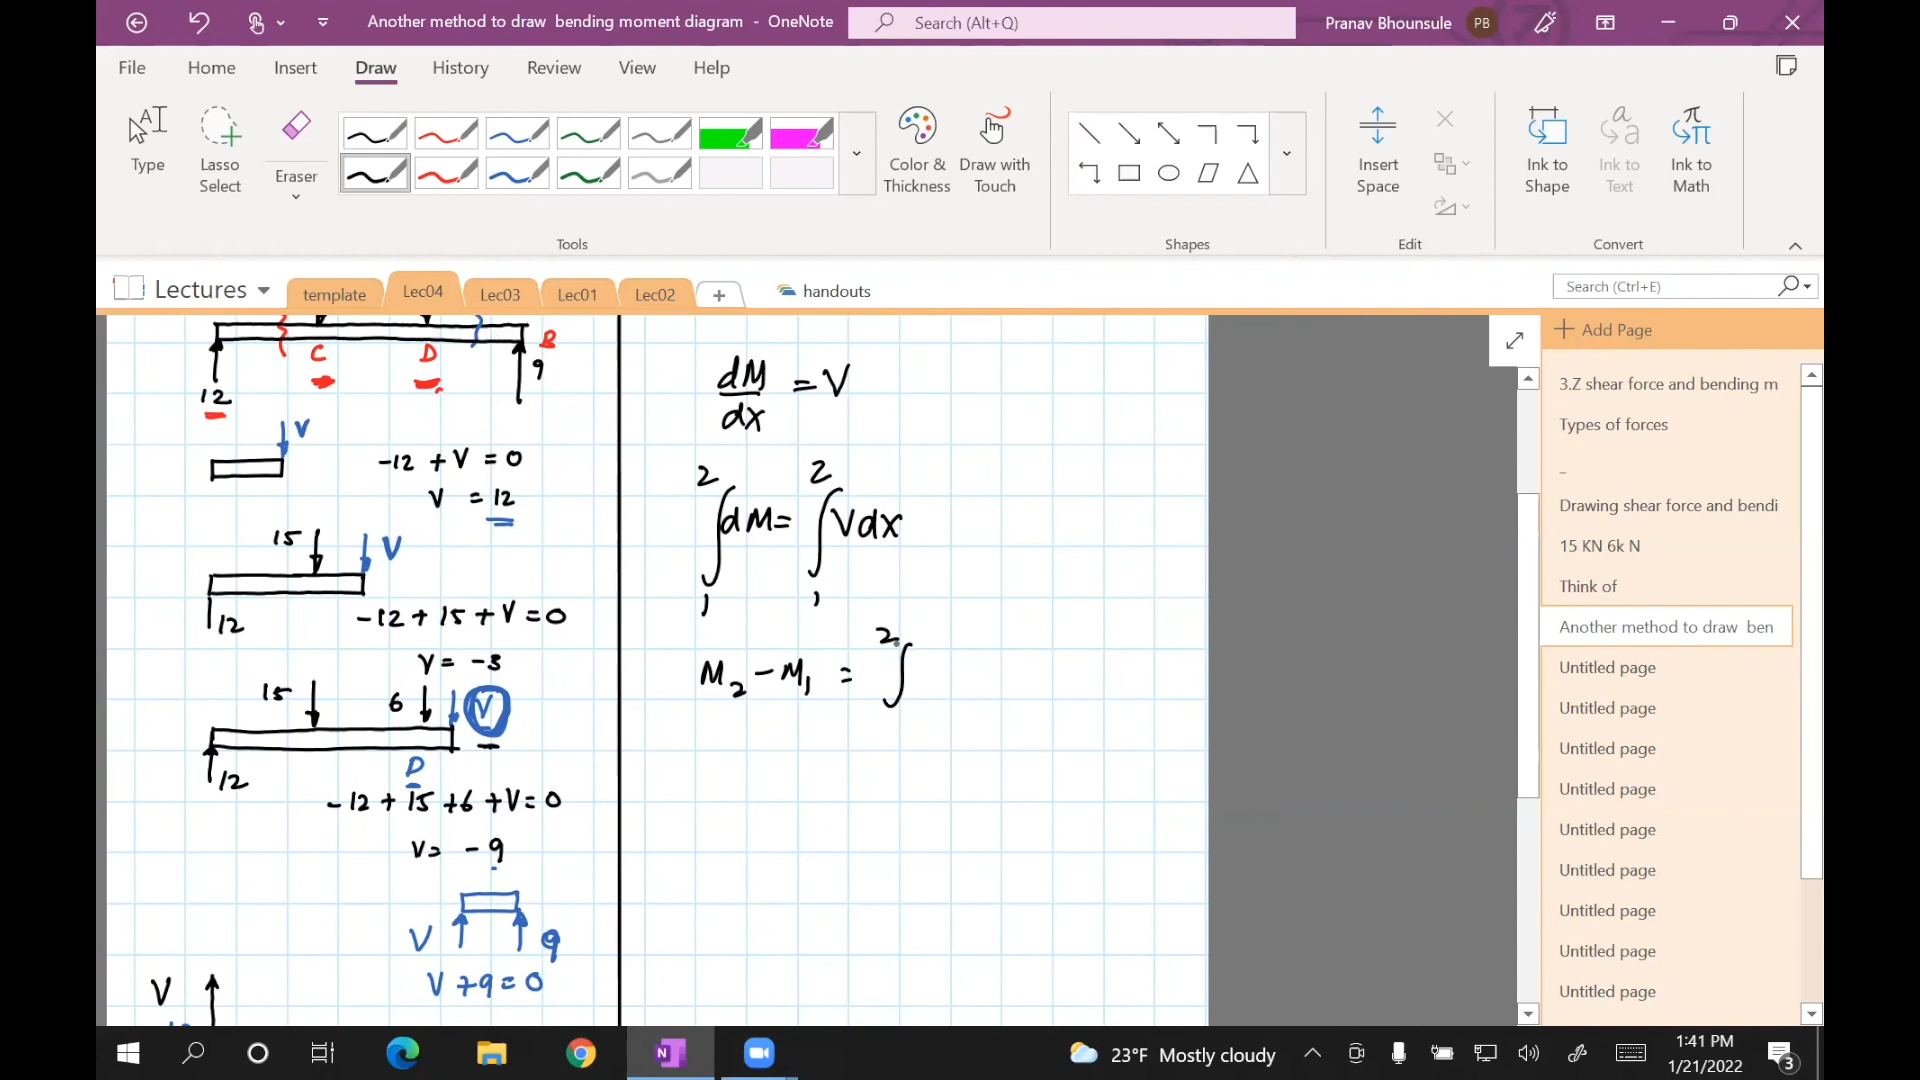 Another method to draw bending moment diagram - OneNote
Search (Alt+Q)
Pranav Bhounsule
PB
File
Home
Insert
Draw
History
Review
View
Help
Type
Lasso Select
Eraser
Color & Thickness
Draw with Touch
Insert Space
Ink to Shape
Ink to Text
Ink to Math
Tools
Shapes
Edit
Convert
Lectures
template
Lec04
Lec03
Lec01
Lec02
handouts
Search (Ctrl+E)
C
D
B
12
9
V
-12 + V = 0
V = 12
15
V
12
-12 + 15 + V = 0
V = -3
15
6
V
12
D
-12 + 15 + 6 + V = 0
V = -9
V
9
V + 9 = 0
V
dM/dx = V
∫₁² dM = ∫₁² V dx
M₂ - M₁ = ∫²
Add Page
3.Z shear force and bending m
Types of forces
_
Drawing shear force and bendi
15 KN 6k N
Think of
Another method to draw ben
Untitled page
Untitled page
Untitled page
Untitled page
Untitled page
Untitled page
Untitled page
Untitled page
Untitled page
23°F Mostly cloudy
1:41 PM
1/21/2022
3